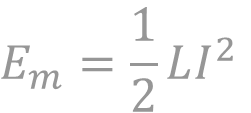 $E_m = \frac{1}{2} LI^2$